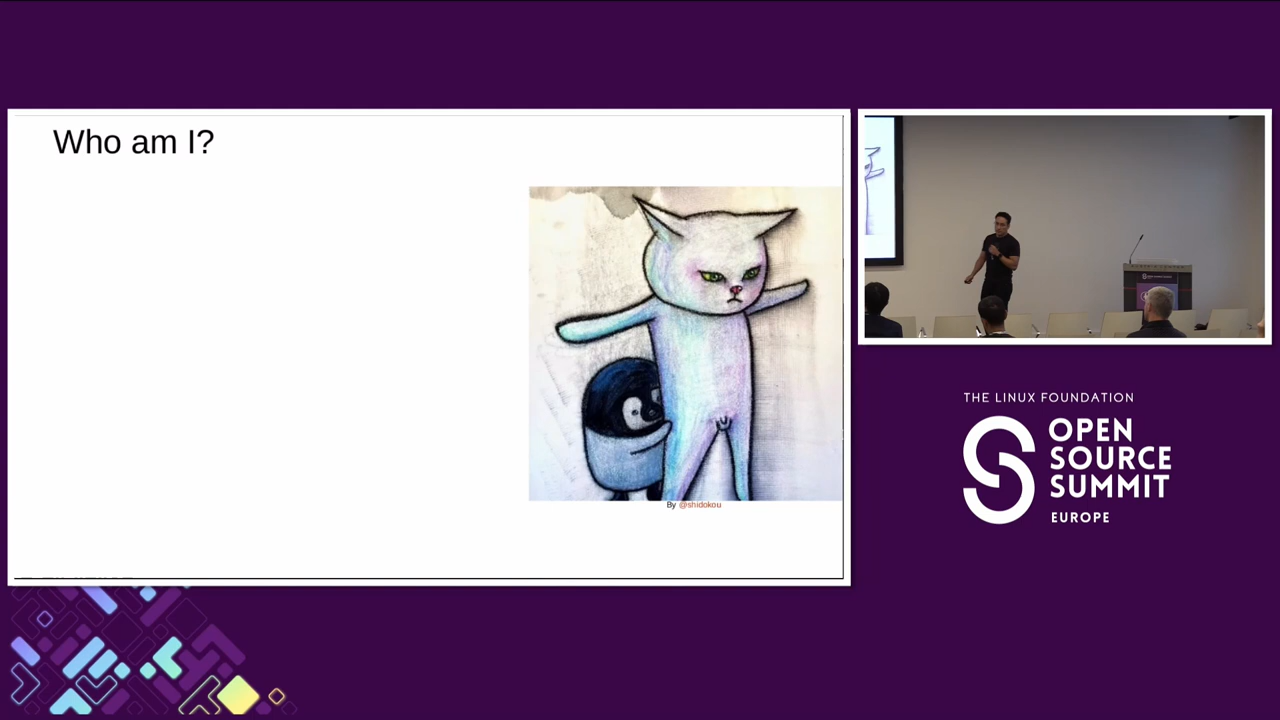 Who am I?
By @shidokou
THE LINUX FOUNDATION
OPEN
SOURCE
SUMMIT
EUROPE